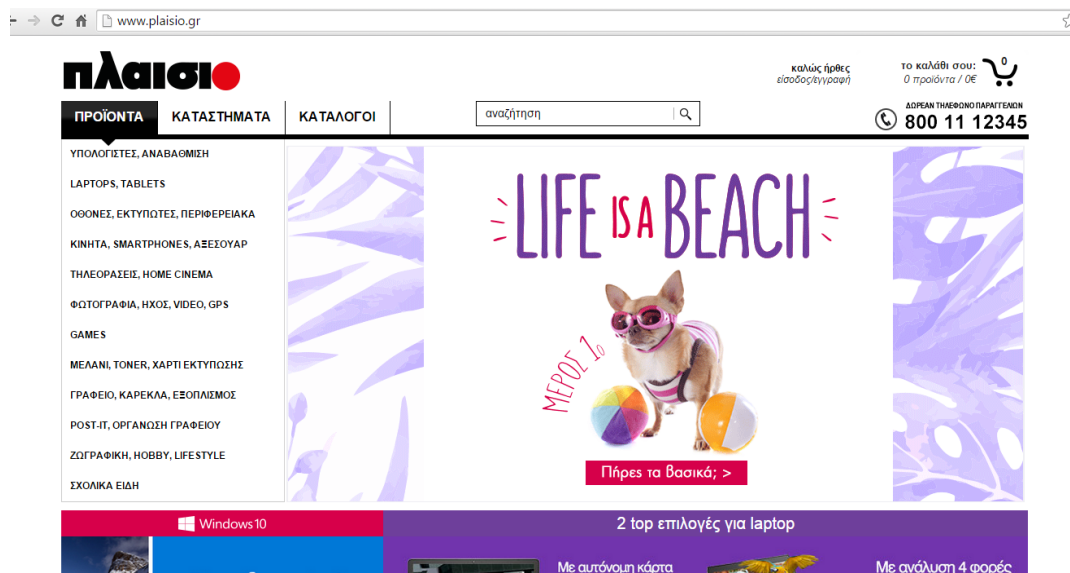 www.plaisio.gr
πλαισιο
καλώς ήρθες
είσοδος/εγγραφή
το καλάθι σου:
0 προϊόντα / 0€
0
ΠΡΟΪΟΝΤΑ
ΚΑΤΑΣΤΗΜΑΤΑ
ΚΑΤΑΛΟΓΟΙ
αναζήτηση
ΔΩΡΕΑΝ ΤΗΛΕΦΩΝΟ ΠΑΡΑΓΓΕΛΙΩΝ
800 11 12345
ΥΠΟΛΟΓΙΣΤΕΣ, ΑΝΑΒΑΘΜΙΣΗ
LAPTOPS, TABLETS
ΟΘΟΝΕΣ, ΕΚΤΥΠΩΤΕΣ, ΠΕΡΙΦΕΡΕΙΑΚΑ
ΚΙΝΗΤΑ, SMARTPHONES, ΑΞΕΣΟΥΑΡ
ΤΗΛΕΟΡΑΣΕΙΣ, HOME CINEMA
ΦΩΤΟΓΡΑΦΙΑ, ΗΧΟΣ, VIDEO, GPS
GAMES
ΜΕΛΑΝΙ, TONER, ΧΑΡΤΙ ΕΚΤΥΠΩΣΗΣ
ΓΡΑΦΕΙΟ, ΚΑΡΕΚΛΑ, ΕΞΟΠΛΙΣΜΟΣ
POST-IT, ΟΡΓΑΝΩΣΗ ΓΡΑΦΕΙΟΥ
ΖΩΓΡΑΦΙΚΗ, HOBBY, LIFESTYLE
ΣΧΟΛΙΚΑ ΕΙΔΗ
LIFE IS A BEACH
ΜΕΡΟΣ 1ο
Πήρες τα βασικά; >
Windows 10
2 top επιλογές για laptop
Με αυτόνομη κάρτα
Με ανάλυση 4 φορές